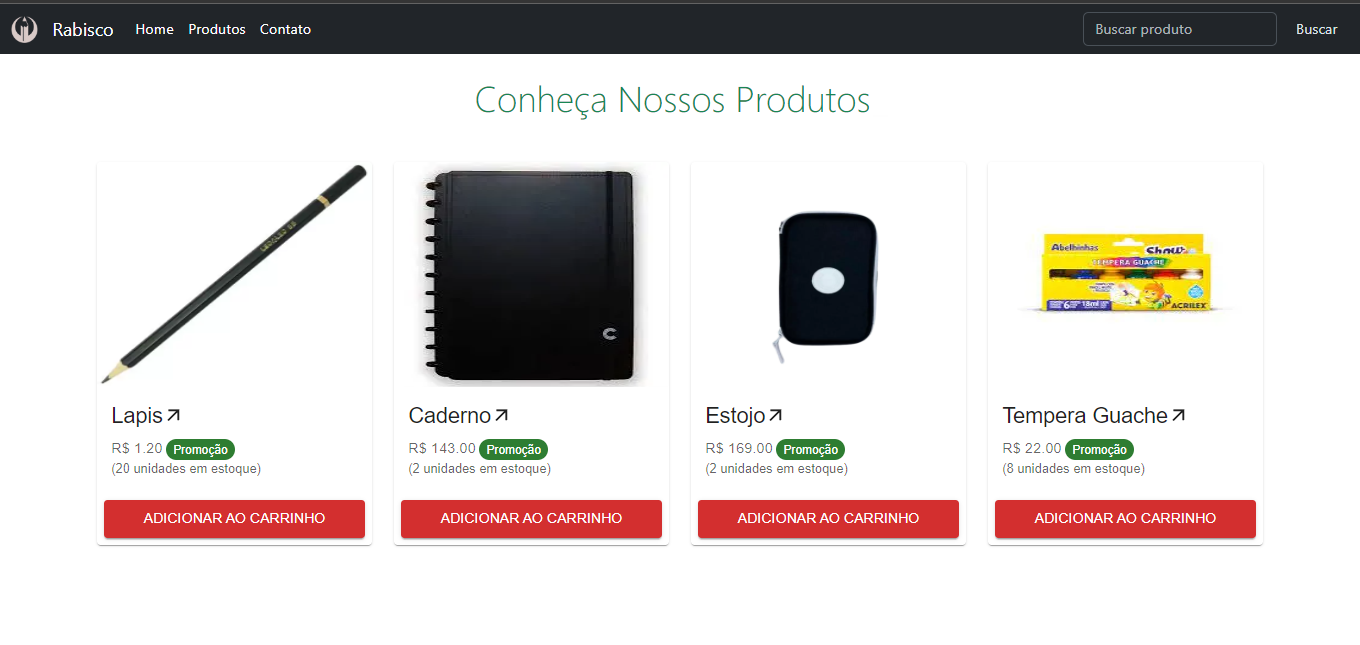 Rabisco Home Produtos Contato Buscar produto Buscar
Conheça Nossos Produtos
Abelhinhas
Show
TEMPERA GUACHE
6 18ml
ACRILEX
Lapis
R$ 1.20 Promoção
(20 unidades em estoque)
ADICIONAR AO CARRINHO
Caderno
R$ 143.00 Promoção
(2 unidades em estoque)
ADICIONAR AO CARRINHO
Estojo
R$ 169.00 Promoção
(2 unidades em estoque)
ADICIONAR AO CARRINHO
Tempera Guache
R$ 22.00 Promoção
(8 unidades em estoque)
ADICIONAR AO CARRINHO